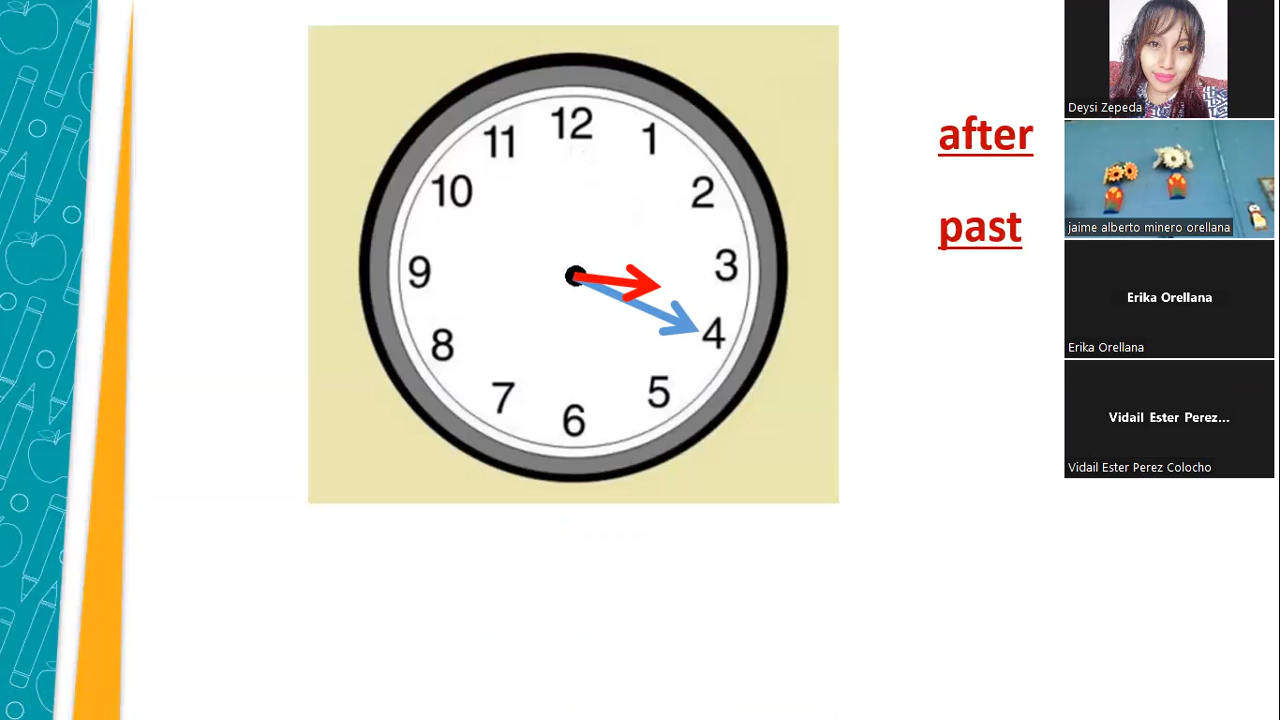 12
11
1
10
2
9
3
8
4
7
5
6
after
past
Deysi Zepeda
jaime alberto minero orellana
Erika Orellana
Erika Orellana
Vidail Ester Perez...
Vidail Ester Perez Colocho